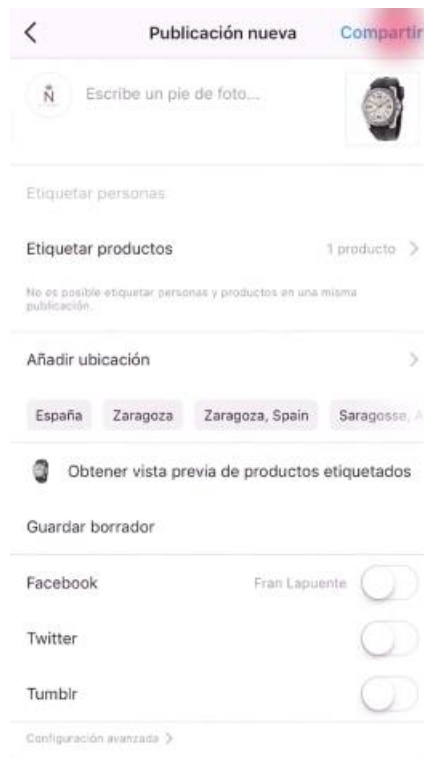 Publicación nueva
Compartir
Ñ
Escribe un pie de foto...
Etiquetar personas
Etiquetar productos
1 producto
No es posible etiquetar personas y productos en una misma
publicación.
Añadir ubicación
España Zaragoza Zaragoza, Spain Saragosse, A
Obtener vista previa de productos etiquetados
Guardar borrador
Facebook
Fran Lapuente
Twitter
Tumblr
Configuración avanzada